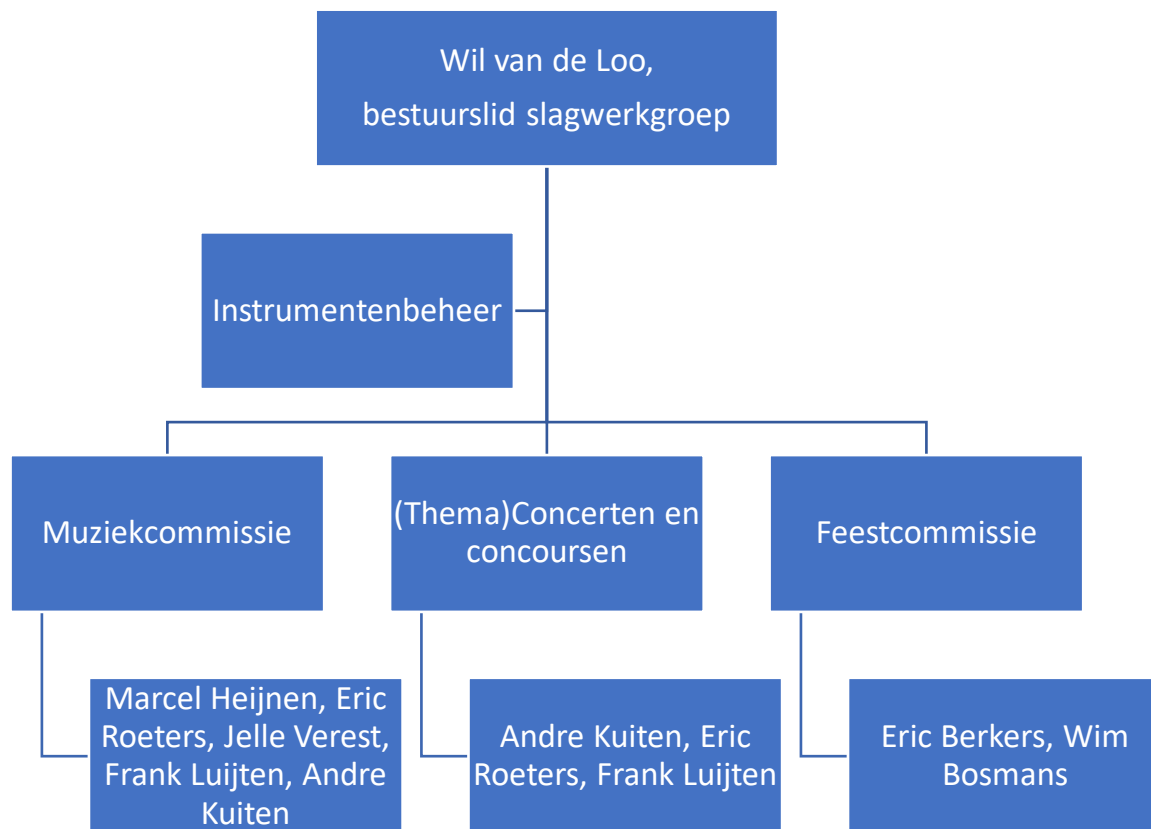 Wil van de Loo,
bestuurslid slagwerkgroep
Instrumentenbeheer
Muziekcommissie
(Thema)Concerten en
concoursen
Feestcommissie
Marcel Heijnen, Eric
Roeters, Jelle Verest,
Frank Luijten, Andre
Kuiten
Andre Kuiten, Eric
Roeters, Frank Luijten
Eric Berkers, Wim
Bosmans